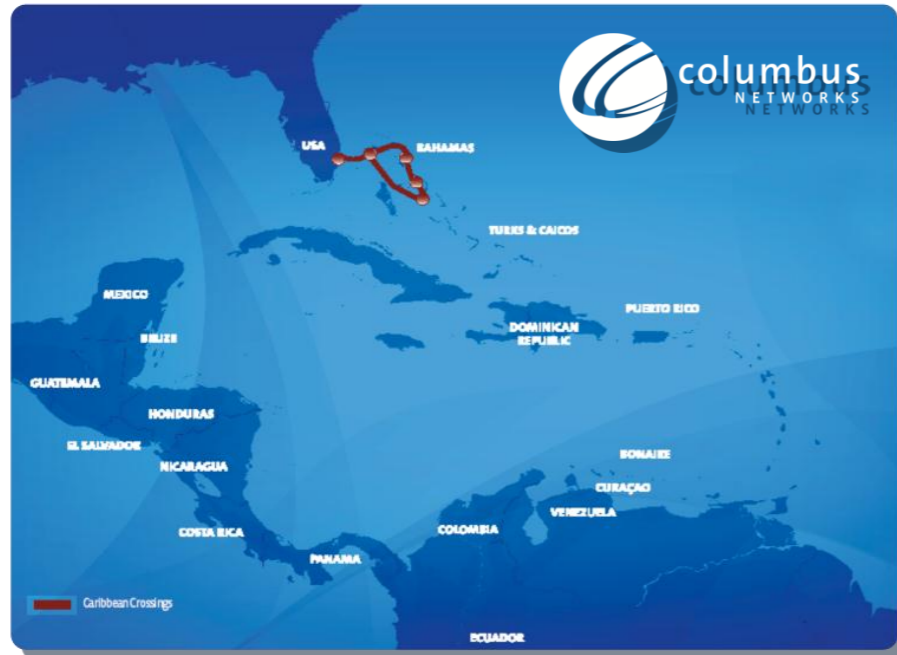 columbus
NETWORKS
USA
BAHAMAS
TURKS & CAICOS
MEXICO
PUERTO RICO
DOMINICAN
REPUBLIC
BELIZE
GUATEMALA
HONDURAS
EL SALVADOR
NICARAGUA
BONAIRE
CURAÇAO
VENEZUELA
COSTA RICA
COLOMBIA
PANAMA
Caribbean Crossings
ECUADOR